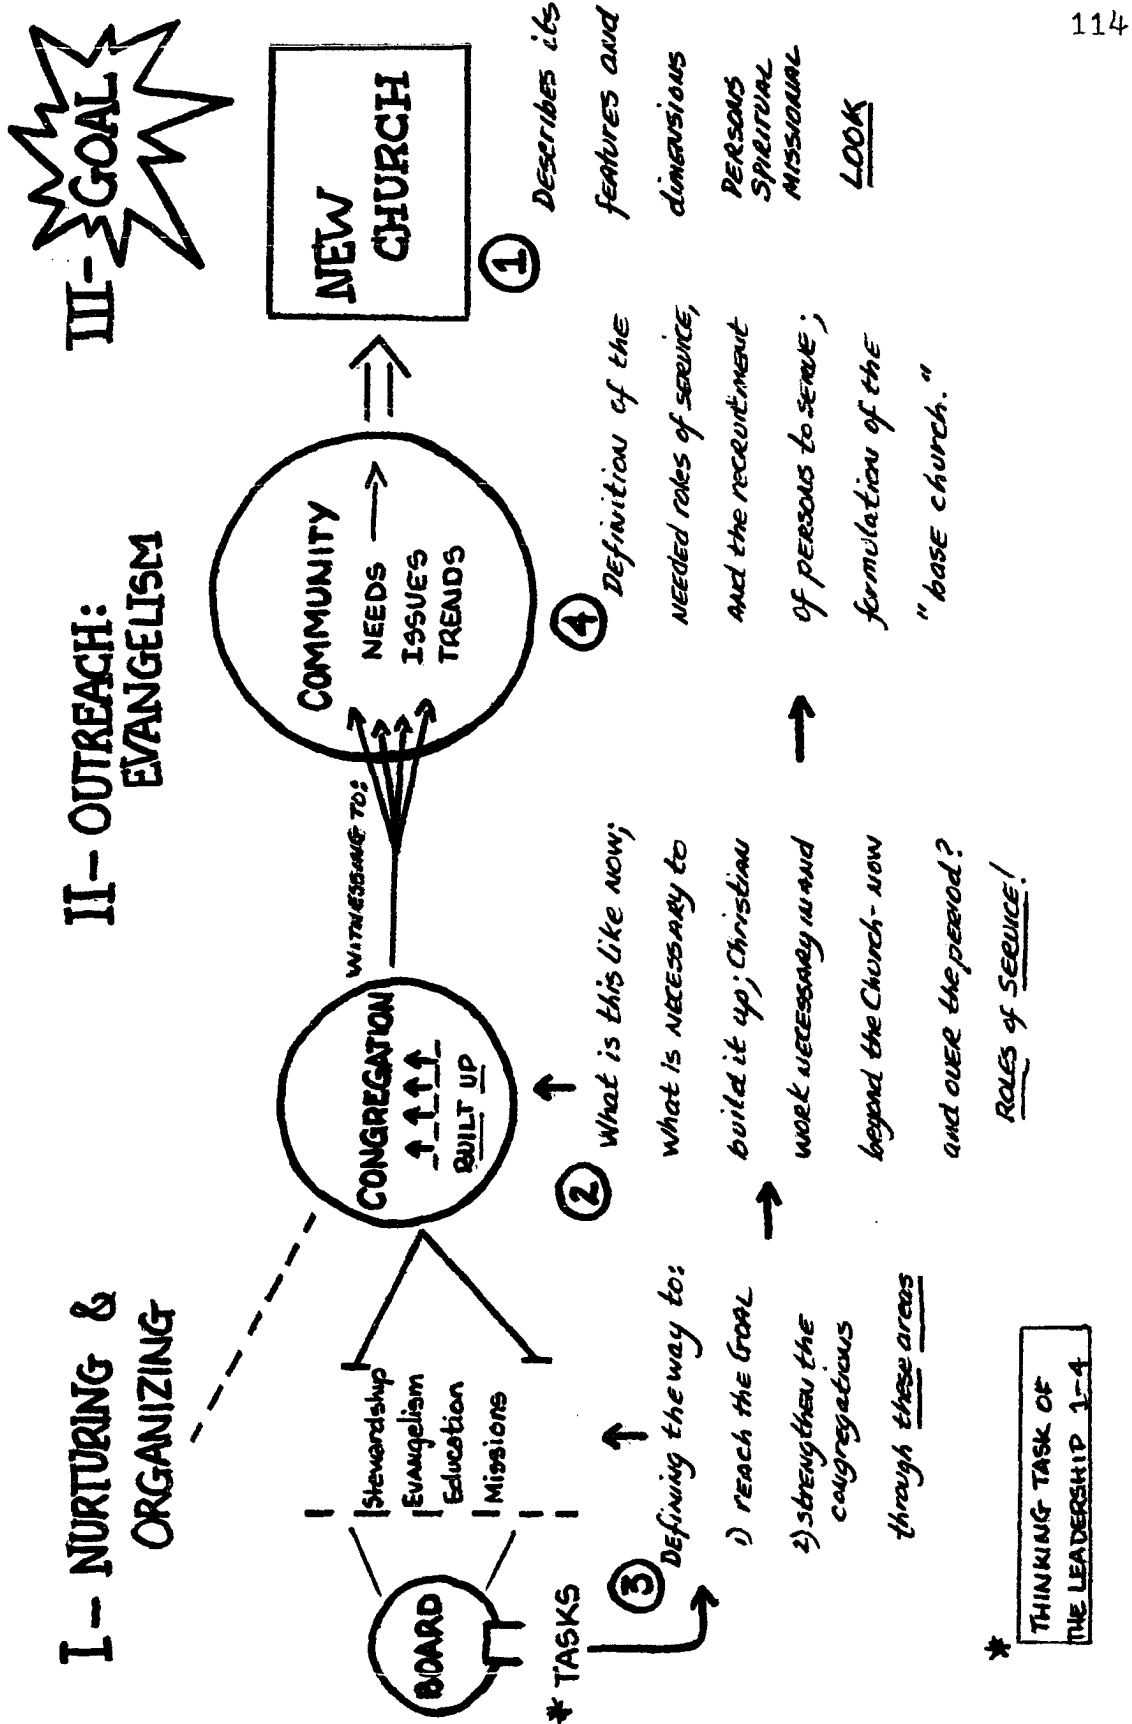 114
I - NURTURING &
ORGANIZING
II - OUTREACH:
EVANGELISM
III - GOAL
BOARD
* TASKS
Stewardship
Evangelism
Education
Missions
CONGREGATION
BUILT UP
WITNESSING TO:
COMMUNITY
NEEDS
ISSUES
TRENDS
NEW
CHURCH
3
Defining the way to:
1) reach the Goal
2) strengthen the
congregations
through these areas
2
What is this like now;
what is necessary to
build it up; Christian
work necessary in and
beyond the Church - now
and over the period?
ROLES of SERVICE!
4
Definition of the
needed roles of service,
and the recruitment
of persons to serve;
formulation of the
"base church."
1
Describes its
features and
dimensions
PERSONS
SPIRITUAL
MISSIONAL
LOOK
*
THINKING TASK OF
THE LEADERSHIP 1-4